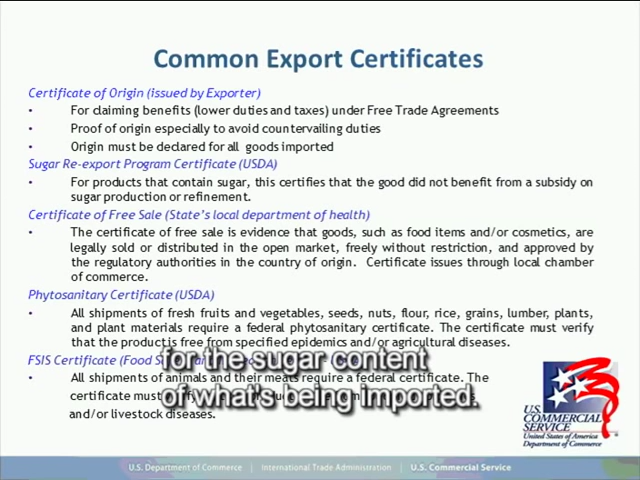 Common Export Certificates
Certificate of Origin (issued by Exporter)
• For claiming benefits (lower duties and taxes) under Free Trade Agreements
• Proof of origin especially to avoid countervailing duties
• Origin must be declared for all goods imported
Sugar Re-export Program Certificate (USDA)
• For products that contain sugar, this certifies that the good did not benefit from a subsidy on
sugar production or refinement.
Certificate of Free Sale (State's local department of health)
• The certificate of free sale is evidence that goods, such as food items and/or cosmetics, are
legally sold or distributed in the open market, freely without restriction, and approved by
the regulatory authorities in the country of origin. Certificate issues through local chamber
of commerce.
Phytosanitary Certificate (USDA)
• All shipments of fresh fruits and vegetables, seeds, nuts, flour, rice, grains, lumber, plants,
and plant materials require a federal phytosanitary certificate. The certificate must verify
that the product is free from specified epidemics and/or agricultural diseases.
FSIS Certificate (Food
for the sugar content
• All shipments of animals and their meats require a federal certificate. The
certificate must
of what's being imported.
and/or livestock diseases.
U.S.
COMMERCIAL
SERVICE
United States of America
Department of Commerce
U.S. Department of Commerce | International Trade Administration | U.S. Commercial Service